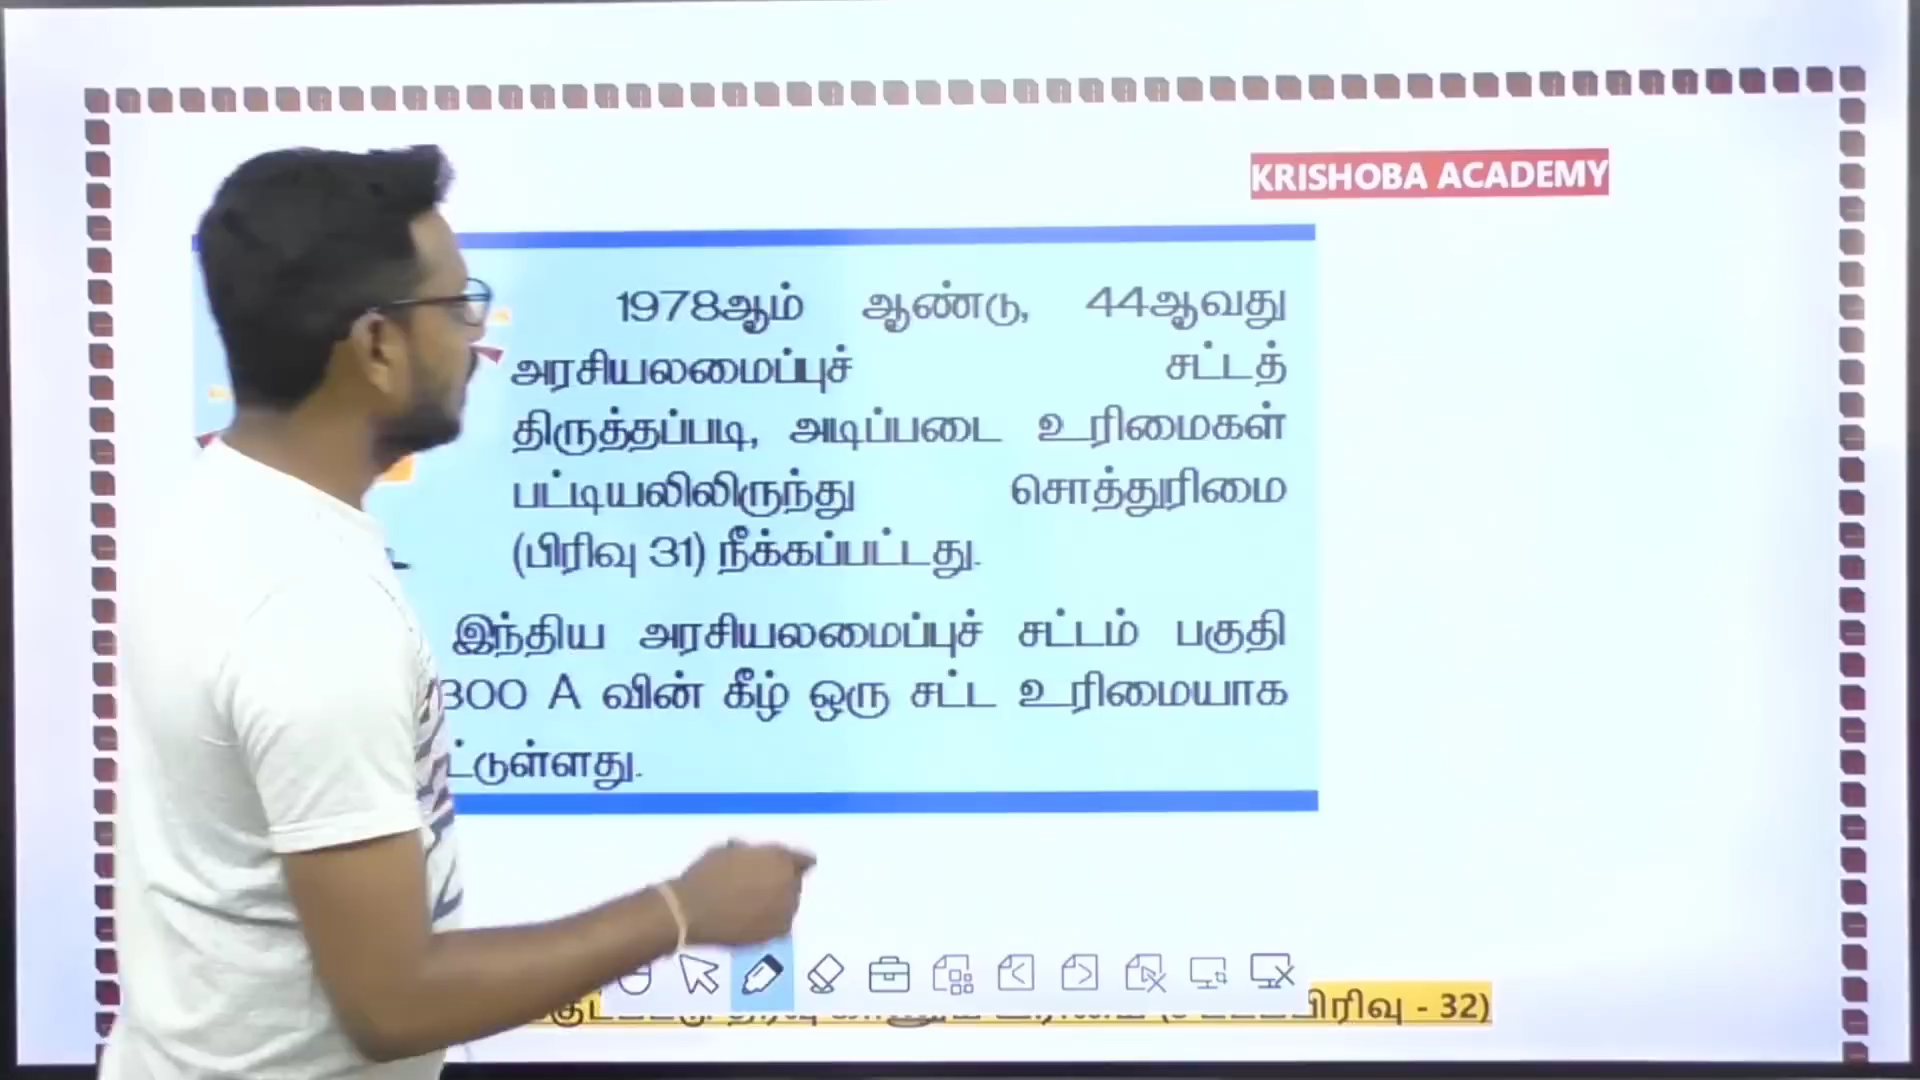 KRISHOBA ACADEMY
1978ஆம் ஆண்டு, 44ஆவது
அரசியலமைப்புச் சட்டத்
திருத்தப்படி, அடிப்படை உரிமைகள்
பட்டியலிலிருந்து சொத்துரிமை
(பிரிவு 31) நீக்கப்பட்டது.
இந்திய அரசியலமைப்புச் சட்டம் பகுதி
300 A வின் கீழ் ஒரு சட்ட உரிமையாக
ட்டுள்ளது.
பிரிவு - 32)